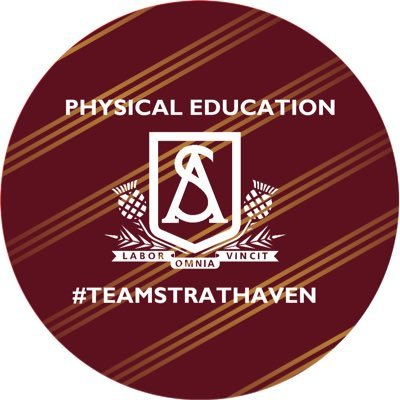 PHYSICAL EDUCATION
SA
LABOR OMNIA VINCIT
#TEAMSTRATHAVEN